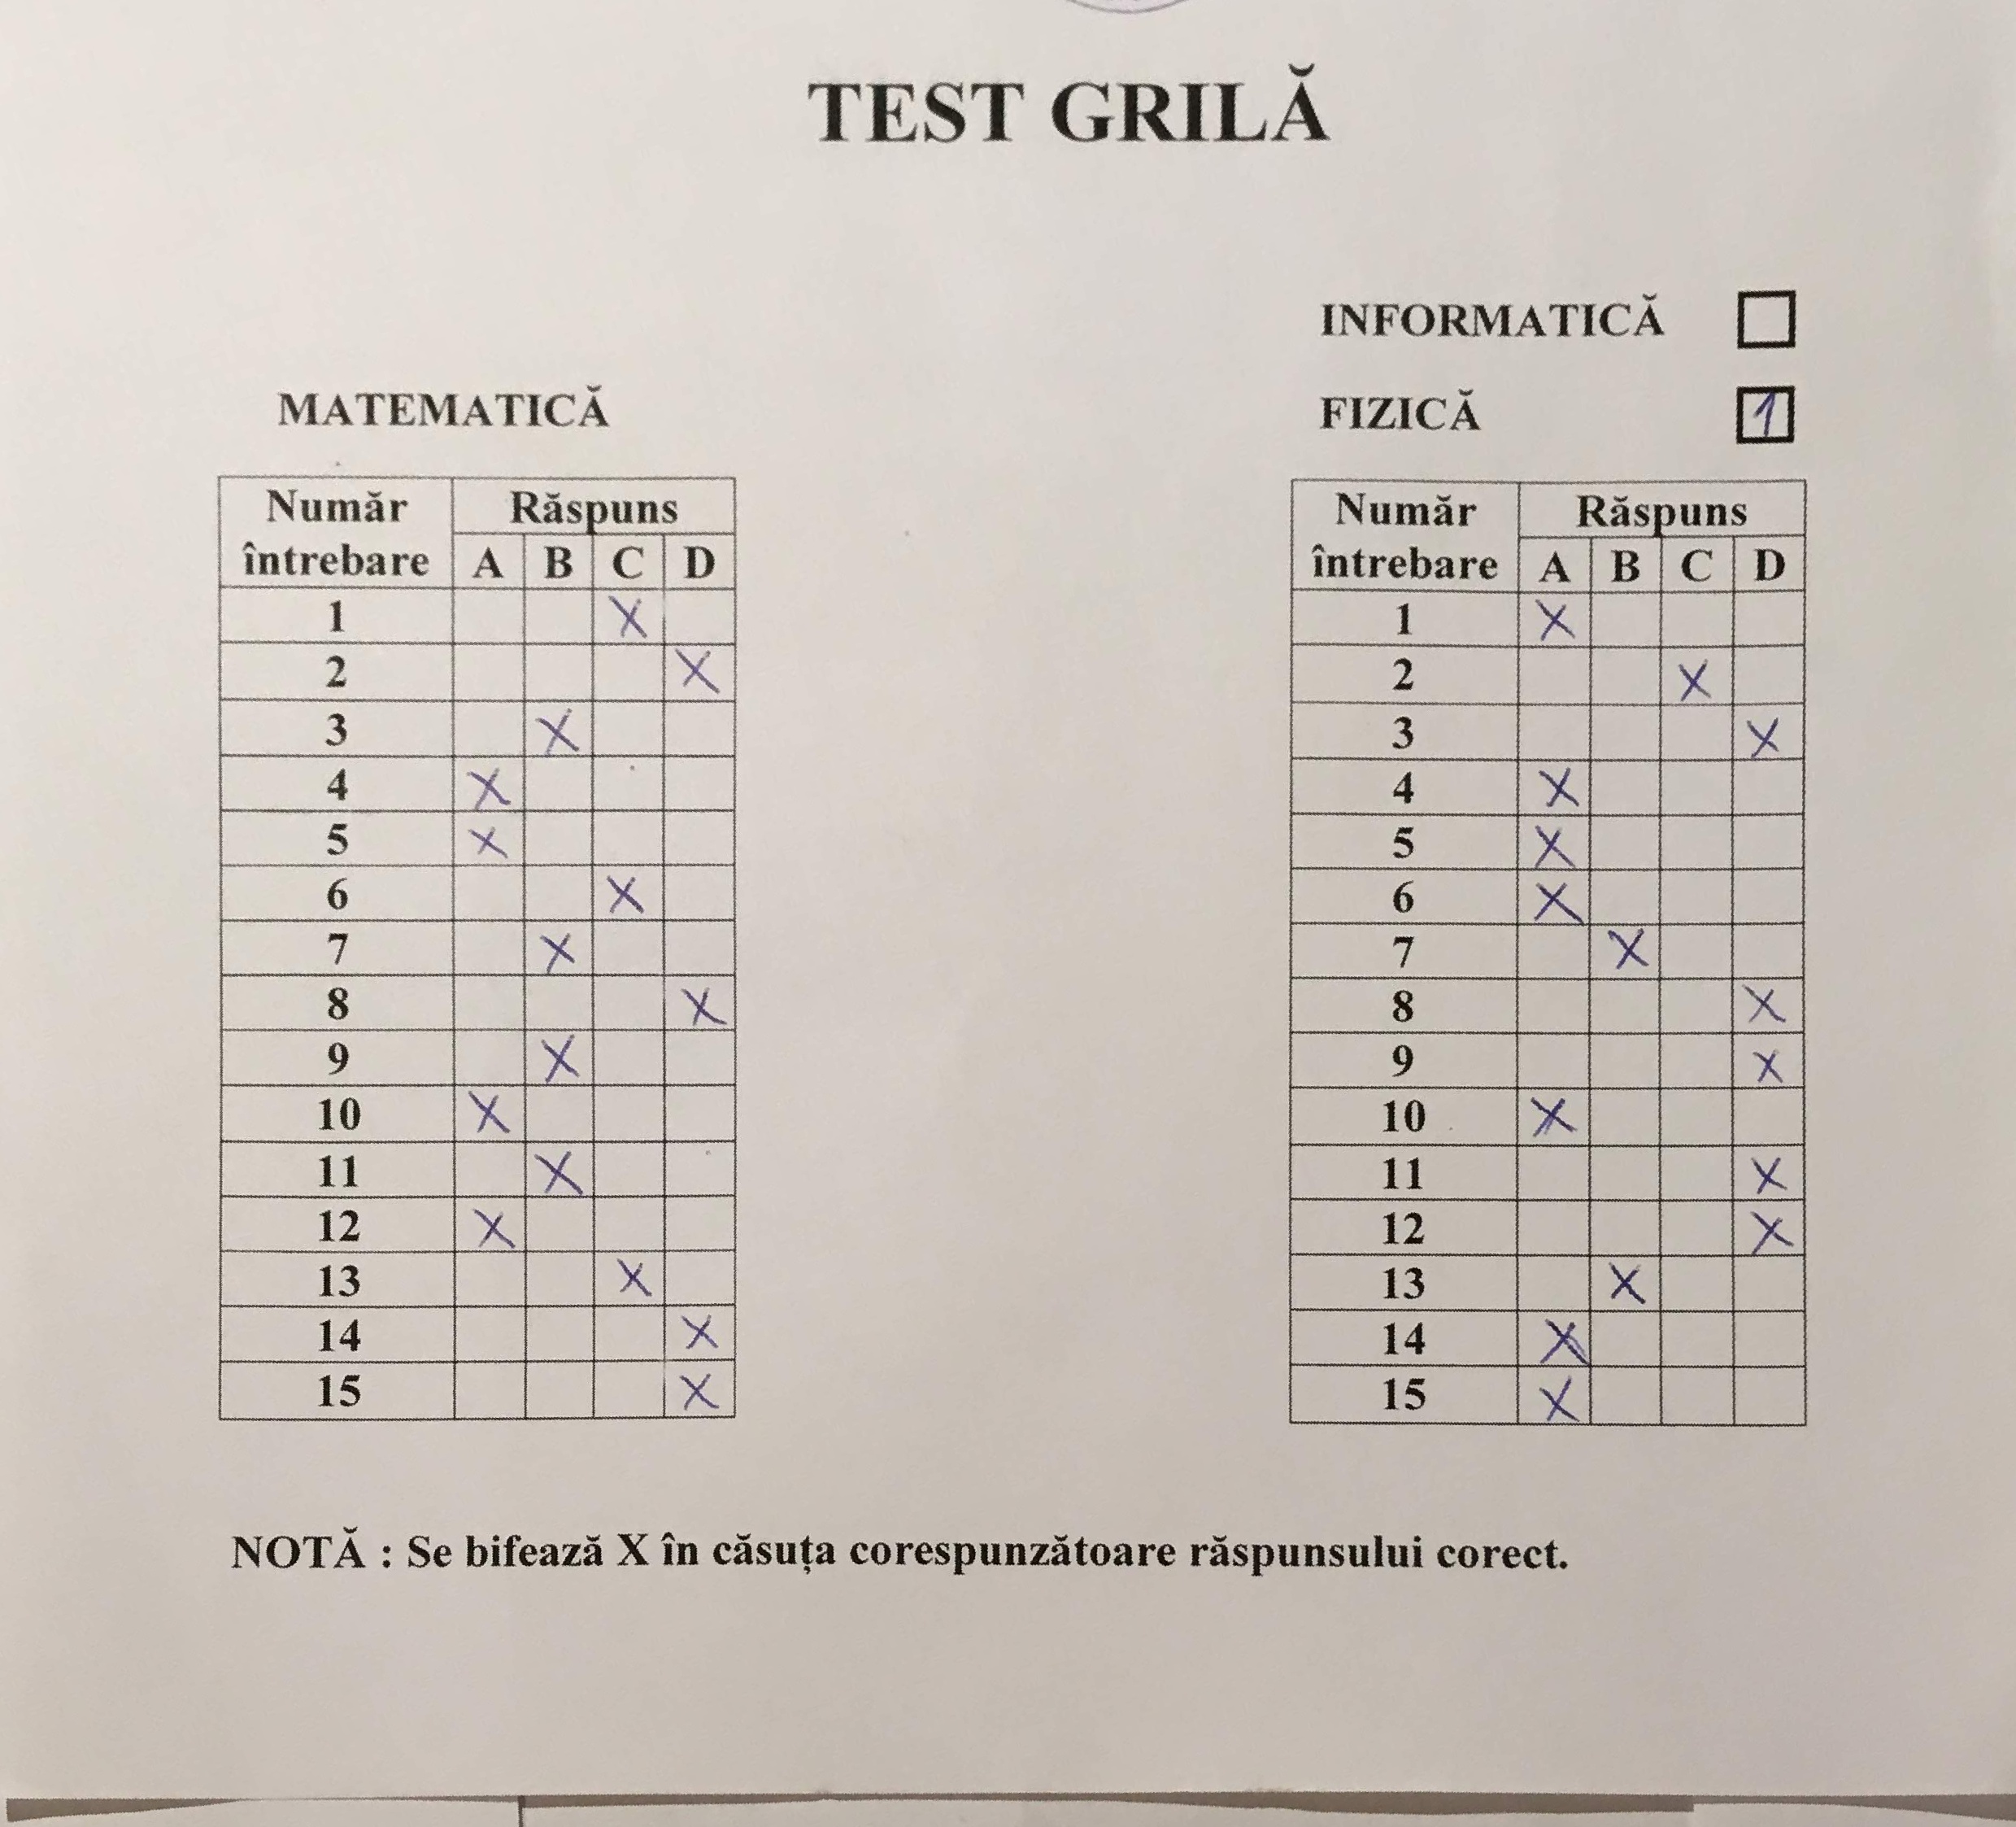 TEST GRILĂ
INFORMATICĂ
MATEMATICĂ
FIZICĂ 1
Număr întrebare Răspuns
A B C D
1 X
2 X
3 X
4 X
5 X
6 X
7 X
8 X
9 X
10 X
11 X
12 X
13 X
14 X
15 X
Număr întrebare Răspuns
A B C D
1 X
2 X
3 X
4 X
5 X
6 X
7 X
8 X
9 X
10 X
11 X
12 X
13 X
14 X
15 X
NOTĂ : Se bifează X în căsuța corespunzătoare răspunsului corect.